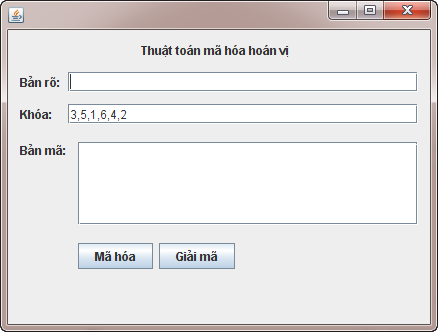 Thuật toán mã hóa hoán vị
Bản rõ:
Khóa: 3,5,1,6,4,2
Bản mã:
Mã hóa Giải mã